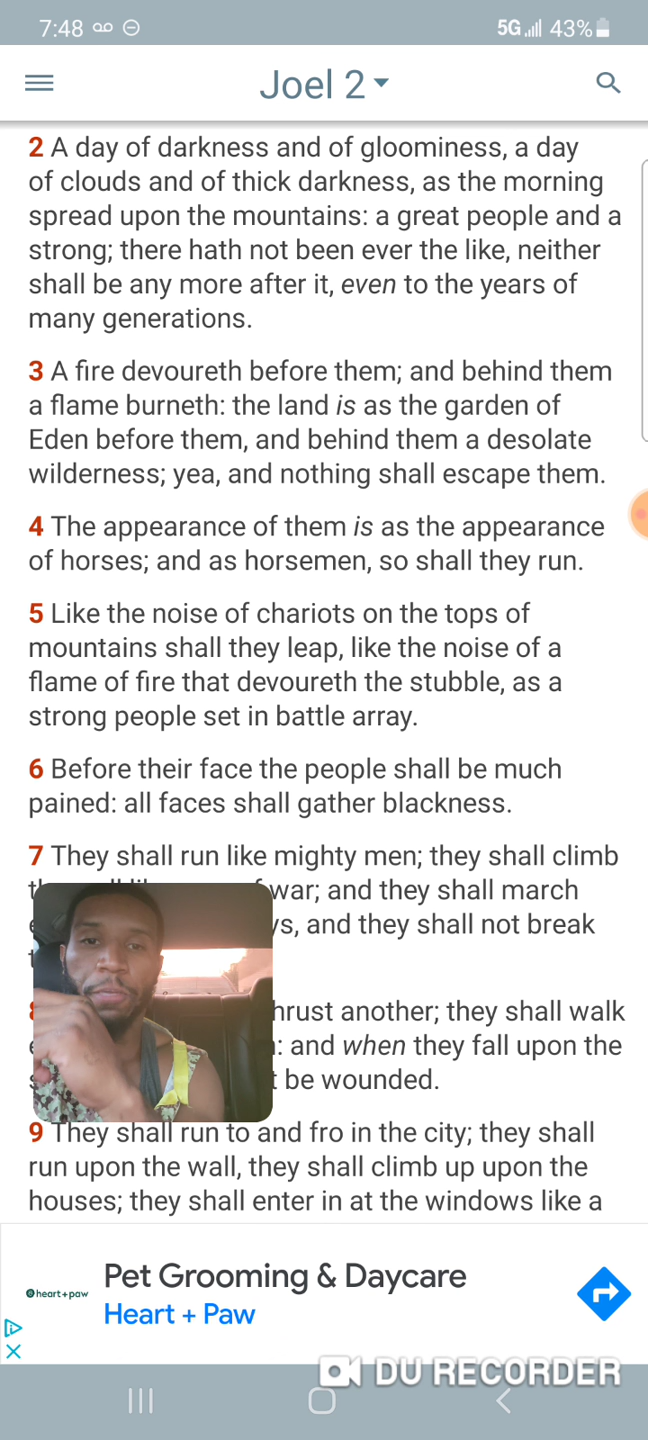 7:48
5G 43%
Joel 2
2 A day of darkness and of gloominess, a day
of clouds and of thick darkness, as the morning
spread upon the mountains: a great people and a
strong; there hath not been ever the like, neither
shall be any more after it, even to the years of
many generations.
3 A fire devoureth before them; and behind them
a flame burneth: the land is as the garden of
Eden before them, and behind them a desolate
wilderness; yea, and nothing shall escape them.
4 The appearance of them is as the appearance
of horses; and as horsemen, so shall they run.
5 Like the noise of chariots on the tops of
mountains shall they leap, like the noise of a
flame of fire that devoureth the stubble, as a
strong people set in battle array.
6 Before their face the people shall be much
pained: all faces shall gather blackness.
7 They shall run like mighty men; they shall climb
war; and they shall march
and they shall not break
another; they shall walk
and when they fall upon the
be wounded.
9 They shall run to and fro in the city; they shall
run upon the wall, they shall climb up upon the
houses; they shall enter in at the windows like a
heart+paw
Pet Grooming & Daycare
Heart + Paw
DU RECORDER